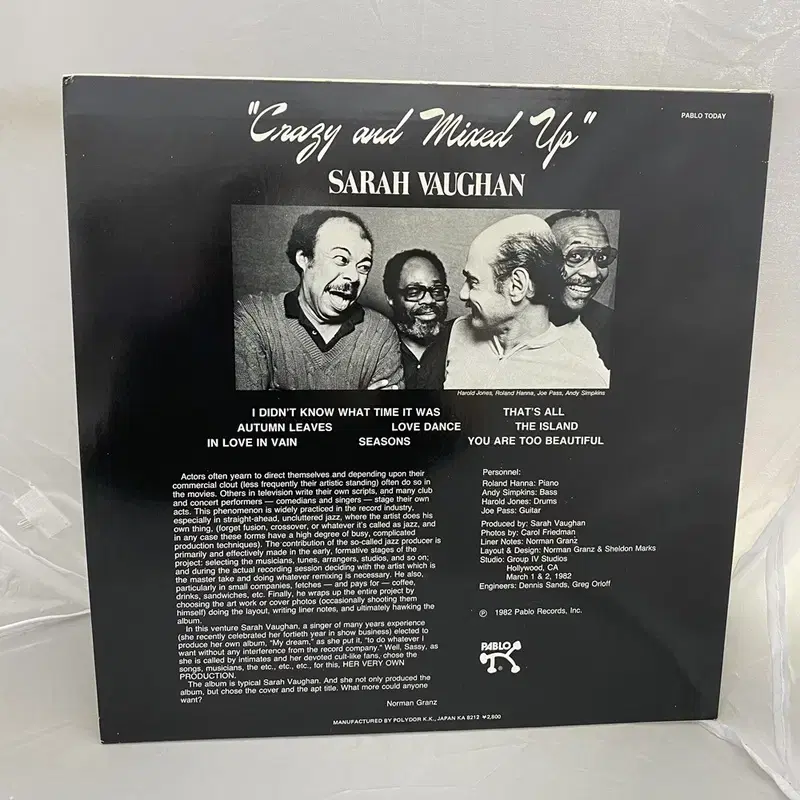 "Crazy and Mixed Up"
PABLO TODAY
SARAH VAUGHAN
Harold Jones, Roland Hanna, Joe Pass, Andy Simpkins
I DIDN'T KNOW WHAT TIME IT WAS THAT'S ALL
AUTUMN LEAVES LOVE DANCE THE ISLAND
IN LOVE IN VAIN SEASONS YOU ARE TOO BEAUTIFUL
Actors often yearn to direct themselves and depending upon their
commercial clout (less frequently their artistic standing) often do so in
the movies. Others in television write their own scripts, and many club
and concert performers — comedians and singers — stage their own
acts. This phenomenon is widely practiced in the record industry,
especially in straight-ahead, uncluttered jazz, where the artist does his
own thing, (forget fusion, crossover, or whatever it's called as jazz, and
in any case these forms have a high degree of busy, complicated
production techniques). The contribution of the so-called jazz producer is
primarily and effectively made in the early, formative stages of the
project: selecting the musicians, tunes, arrangers, studios, and so on;
and during the actual recording session deciding with the artist which is
the master take and doing whatever remixing is necessary. He also,
particularly in small companies, fetches — and pays for — coffee,
drinks, sandwiches, etc. Finally, he wraps up the entire project by
choosing the art work or cover photos (occasionally shooting them
himself) doing the layout, writing liner notes, and ultimately hawking the
album.
In this venture Sarah Vaughan, a singer of many years experience
(she recently celebrated her fortieth year in show business) elected to
produce her own album, "My dream," as she put it, "to do whatever I
want without any interference from the record company." Well, Sassy, as
she is called by intimates and her devoted cult-like fans, chose the
songs, musicians, the etc., etc., etc., for this, HER VERY OWN
PRODUCTION.
The album is typical Sarah Vaughan. And she not only produced the
album, but chose the cover and the apt title. What more could anyone
want?
Norman Granz
Personnel:
Roland Hanna: Piano
Andy Simpkins: Bass
Harold Jones: Drums
Joe Pass: Guitar
Produced by: Sarah Vaughan
Photos by: Carol Friedman
Liner Notes: Norman Granz
Layout & Design: Norman Granz & Sheldon Marks
Studio: Group IV Studios
Hollywood, CA
March 1 & 2, 1982
Engineers: Dennis Sands, Greg Orloff
℗ 1982 Pablo Records, Inc.
PABLO
®
MANUFACTURED BY POLYDOR K.K., JAPAN KA 8212 ¥2,800